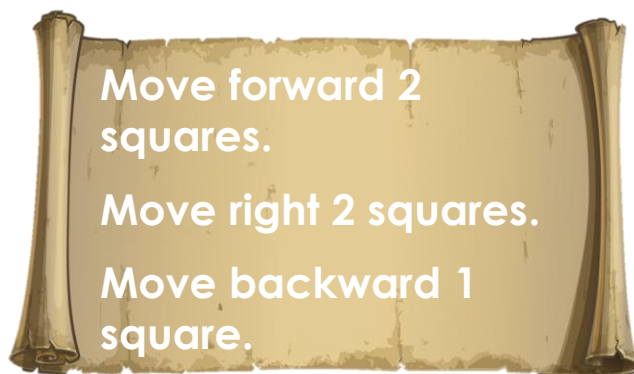 Move forward 2
squares.
Move right 2 squares.
Move backward 1
square.